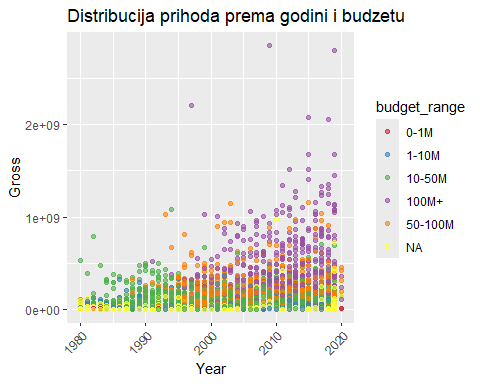 Distribucija prihoda prema godini i budzetu
Gross
2e+09
1e+09
0e+00
1980
1990
2000
2010
2020
Year
budget_range
0-1M
1-10M
10-50M
100M+
50-100M
NA